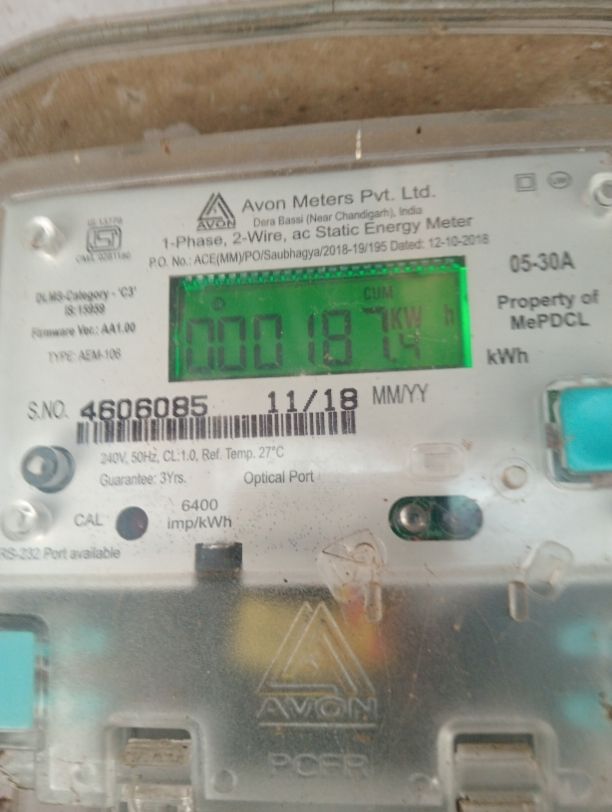 IS 13779
AVON
Avon Meters Pvt. Ltd.
Dera Bassi (Near Chandigarh), India
1-Phase, 2-Wire, ac Static Energy Meter
P.O. No.: ACE(MM)/PO/Saubhagya/2018-19/195 Dated: 12-10-2018
DLMS-Category - 'C3'
IS:15959
Firmware Ver.: AA1.00
TYPE: AEM-106
05-30A
Property of
MePDCL
CUM
000187.4 KW h
kWh
S.NO. 4606085 11/18 MM/YY
240V, 50Hz, CL:1.0, Ref. Temp. 27°C
Guarantee: 3Yrs. Optical Port
CAL 6400
imp/kWh
RS-232 Port available
AVON
PCFR